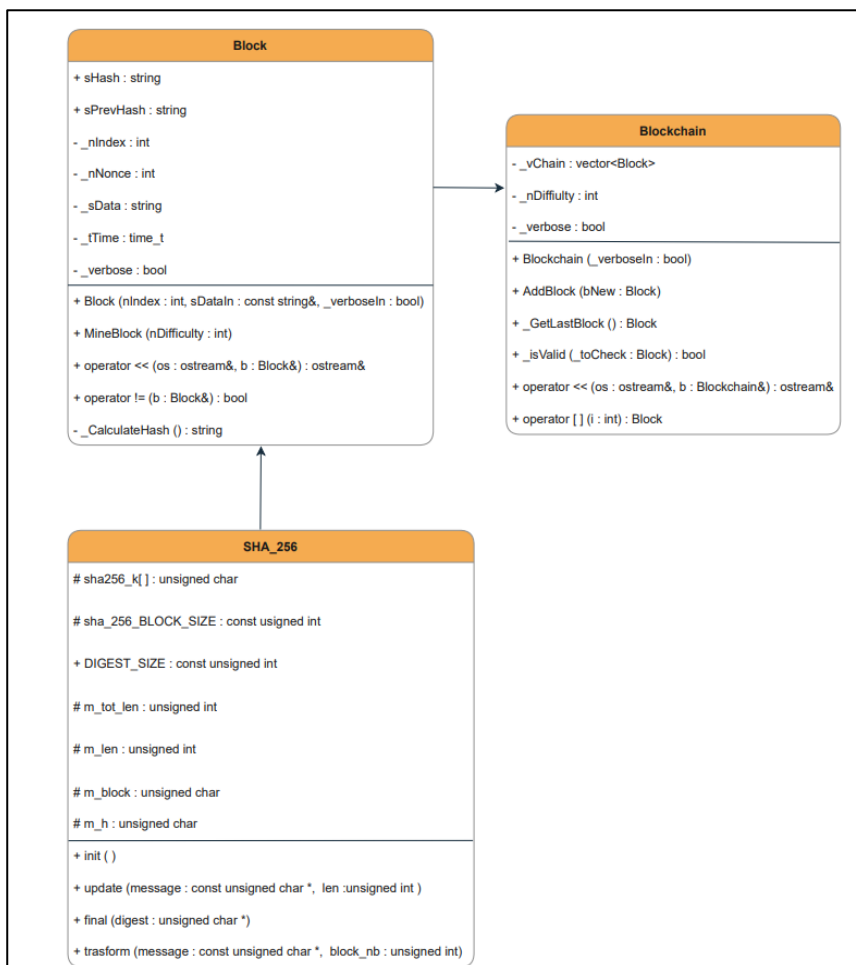 Block
+ sHash : string
+ sPrevHash : string
- _nIndex : int
- _nNonce : int
- _sData : string
- _tTime : time_t
- _verbose : bool
+ Block (nIndex : int, sDataIn : const string&, _verboseIn : bool)
+ MineBlock (nDifficulty : int)
+ operator << (os : ostream&, b : Block&) : ostream&
+ operator != (b : Block&) : bool
- _CalculateHash () : string
Blockchain
- _vChain : vector<Block>
- _nDiffiulty : int
- _verbose : bool
+ Blockchain (_verboseIn : bool)
+ AddBlock (bNew : Block)
+ _GetLastBlock () : Block
+ _isValid (_toCheck : Block) : bool
+ operator << (os : ostream&, b : Blockchain&) : ostream&
+ operator [ ] (i : int) : Block
SHA_256
# sha256_k[ ] : unsigned char
# sha_256_BLOCK_SIZE : const usigned int
+ DIGEST_SIZE : const unsigned int
# m_tot_len : unsigned int
# m_len : unsigned int
# m_block : unsigned char
# m_h : unsigned char
+ init ( )
+ update (message : const unsigned char *, len :unsigned int )
+ final (digest : unsigned char *)
+ trasform (message : const unsigned char *, block_nb : unsigned int)